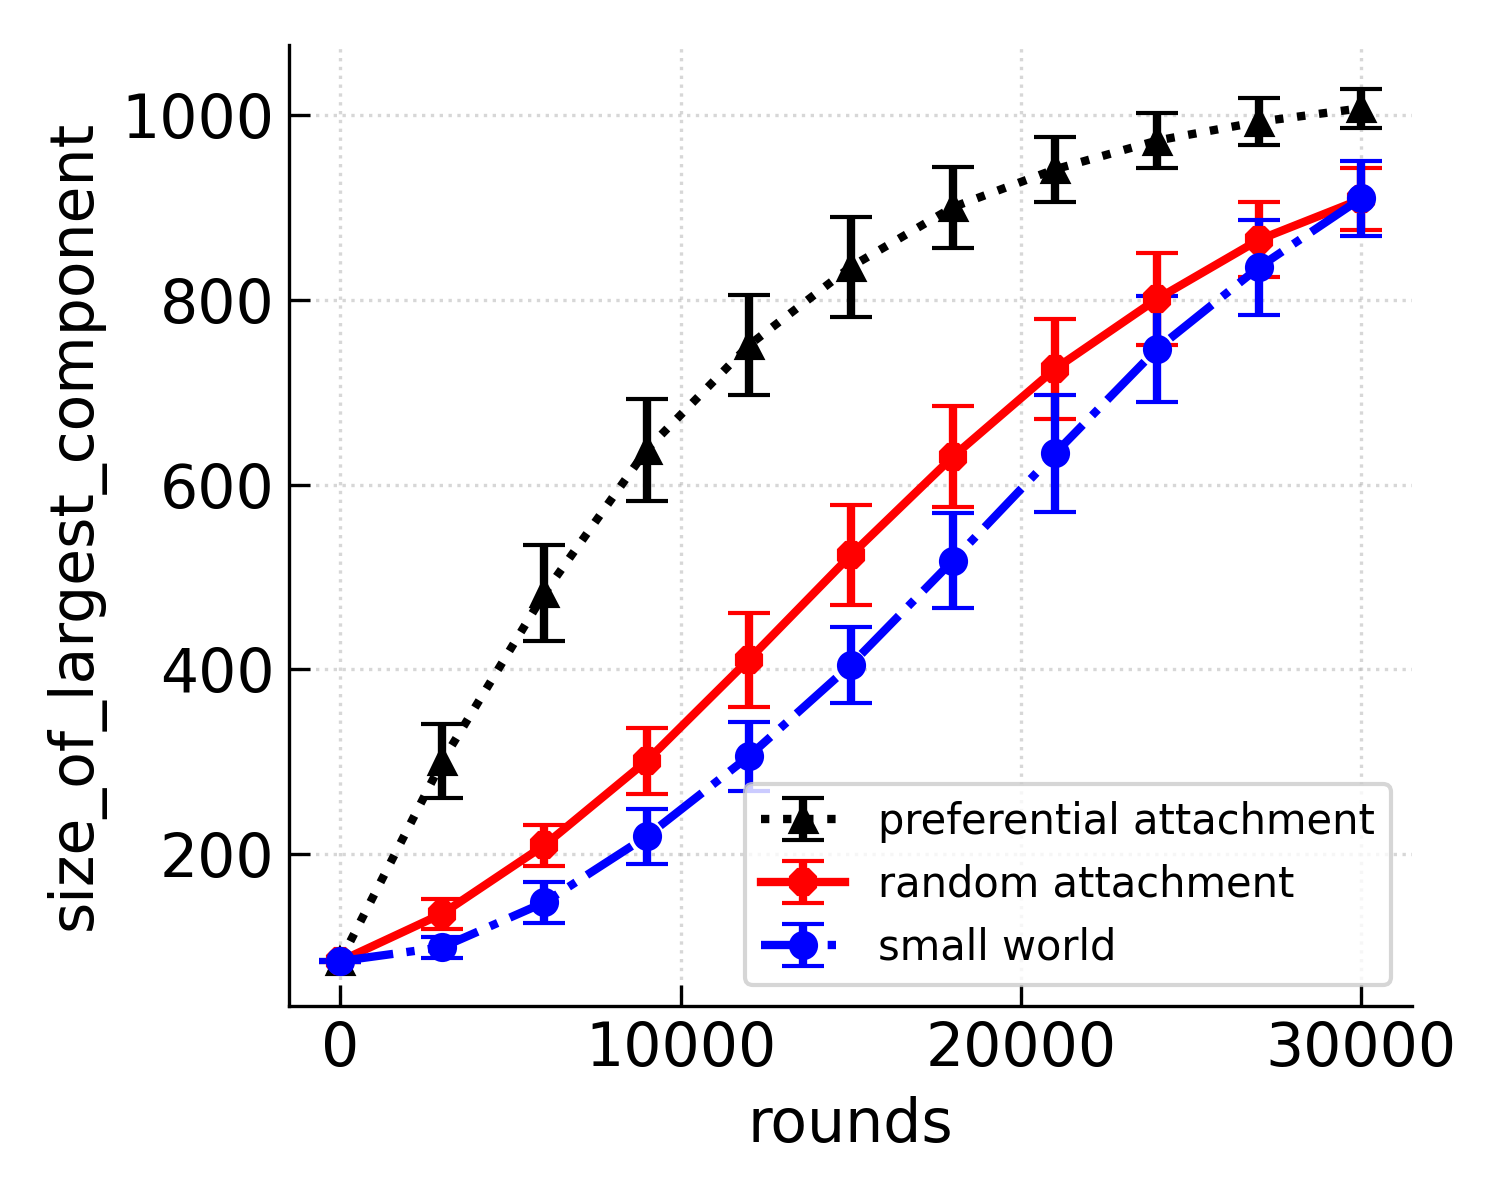 size_of_largest_component
1000
800
600
400
200
preferential attachment
random attachment
small world
0 10000 20000 30000
rounds